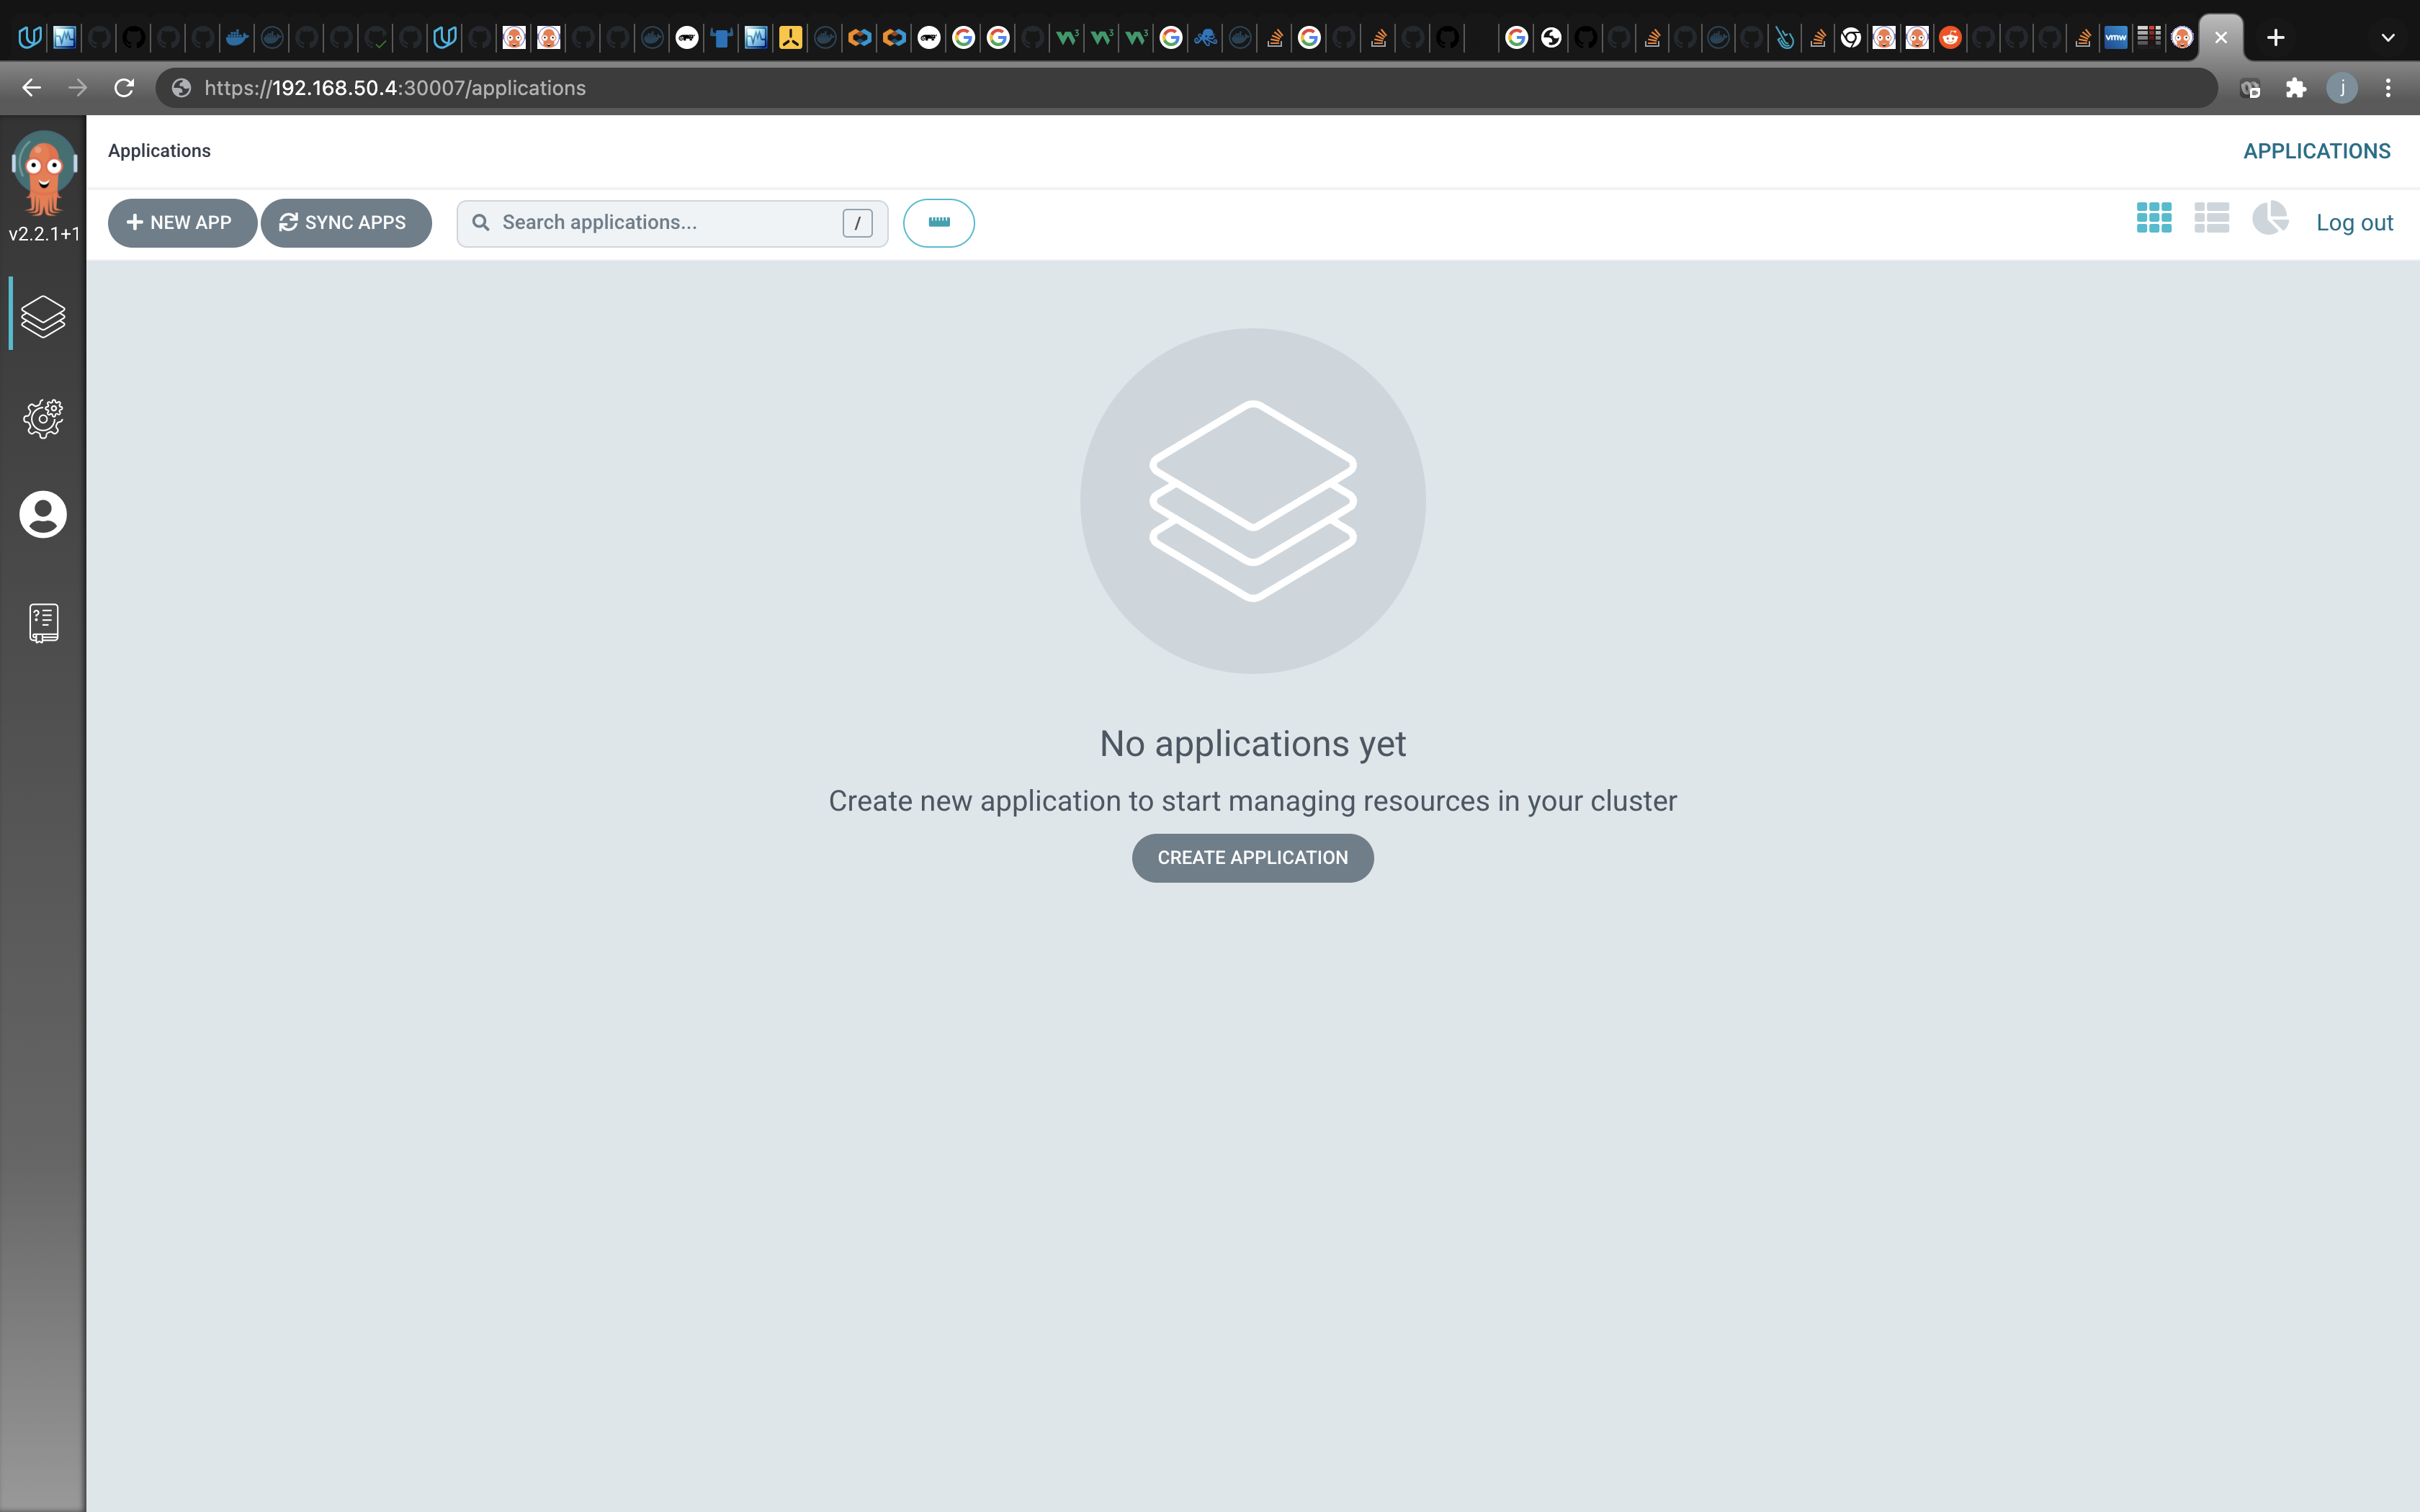 vmw
https://192.168.50.4:30007/applications
j
v2.2.1+1
Applications
APPLICATIONS
+ NEW APP
SYNC APPS
Search applications...
/
Log out
No applications yet
Create new application to start managing resources in your cluster
CREATE APPLICATION